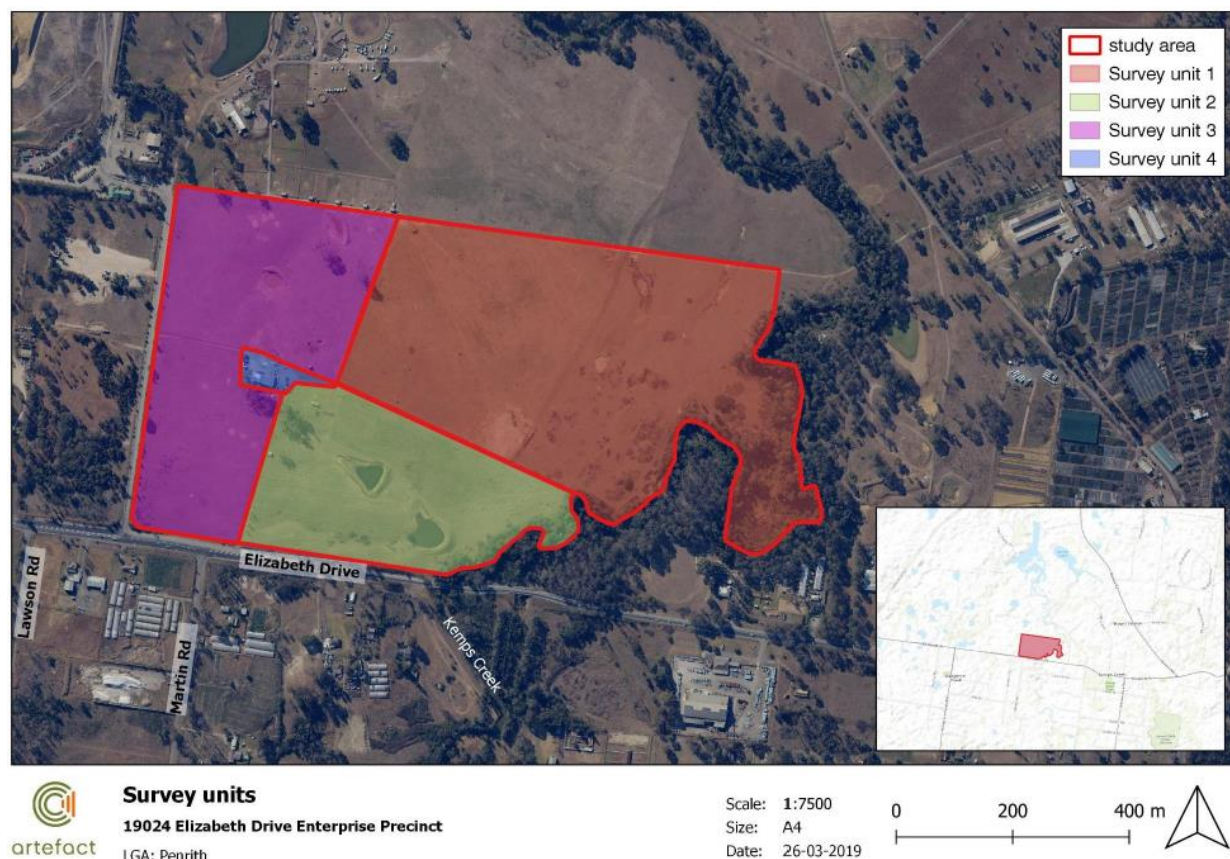 study area
Survey unit 1
Survey unit 2
Survey unit 3
Survey unit 4
Elizabeth Drive
Lawson Rd
Martin Rd
Kemps Creek
artefact
Survey units
19024 Elizabeth Drive Enterprise Precinct
LGA: Penrith
Scale: 1:7500
Size: A4
Date: 26-03-2019
0 200 400 m